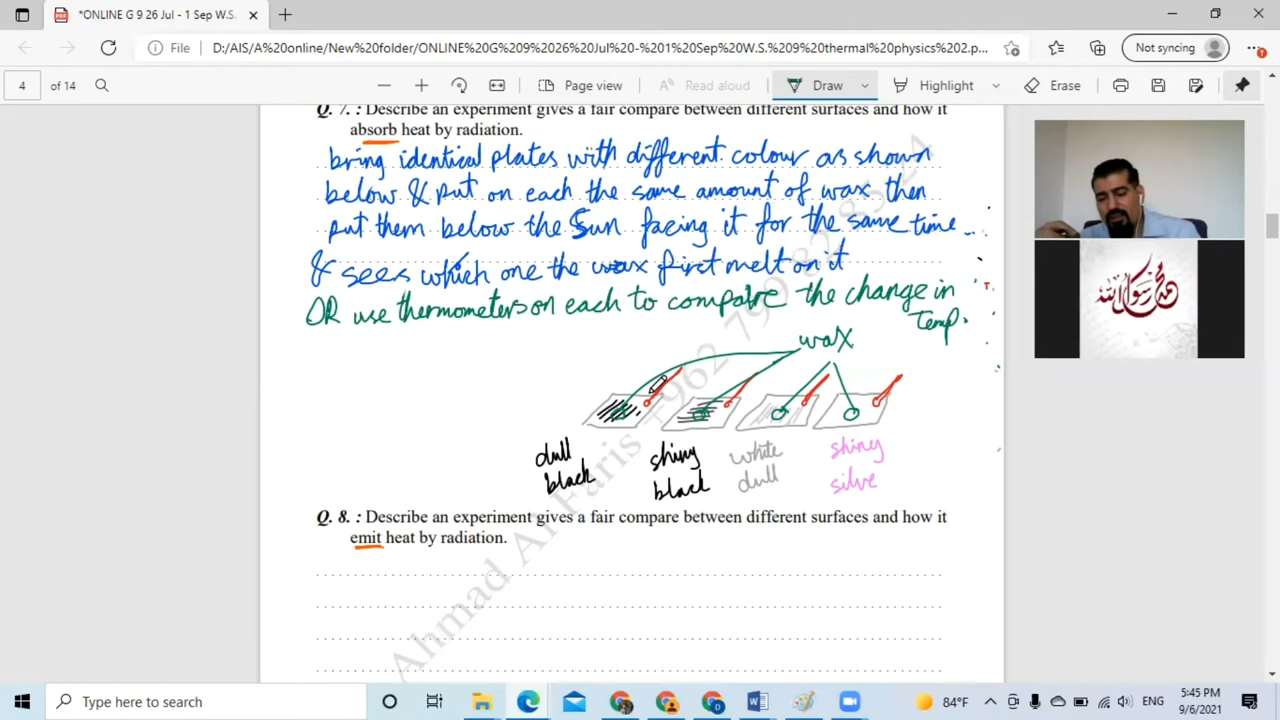 *ONLINE G 9 26 Jul - 1 Sep W.S.
File
D:/AIS/A%20online/New%20folder/ONLINE%20G%209%2026%20Jul%20-%201%20Sep%20W.S.%209%20thermal%20physics%202.p...
Not syncing
4 of 14
Page view
Read aloud
Draw
Highlight
Erase
Q. 7. : Describe an experiment gives a fair compare between different surfaces and how it
absorb heat by radiation.
bring identical plates with different colour as shown
below & put on each the same amount of wax then
put them below the Sun facing it for the same time ...
& sees which one the wax first melt on it
OR use thermometers on each to compare the change in
Temp.
wax
dull
black
shiny
black
white
dull
shiny
silve
Q. 8. : Describe an experiment gives a fair compare between different surfaces and how it
emit heat by radiation.
محمد رسول الله
Type here to search
84°F
ENG
5:45 PM
9/6/2021